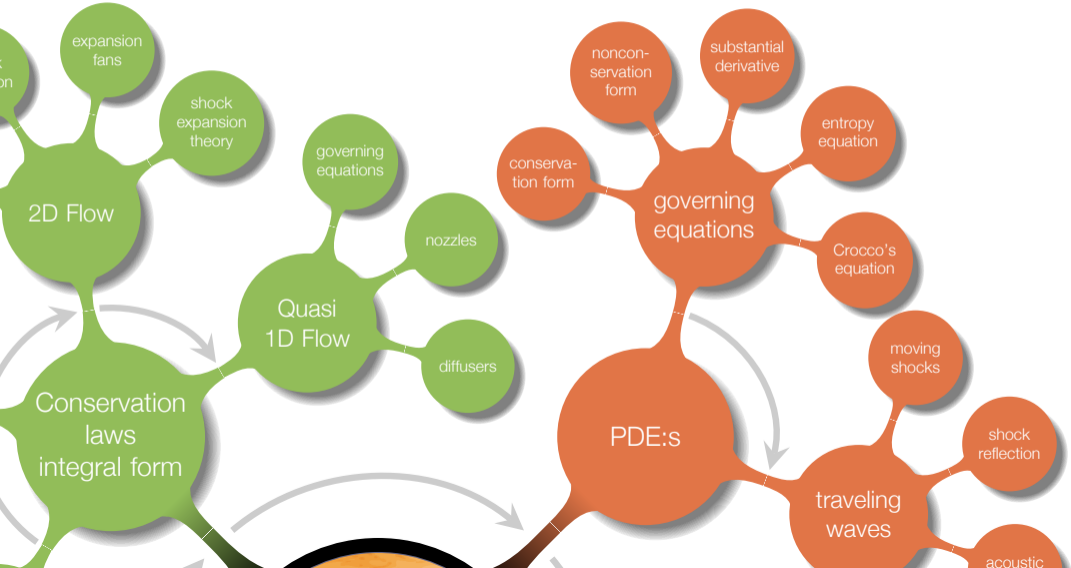 expansion
fans
shock
expansion
theory
2D Flow
governing
equations
nozzles
Quasi
1D Flow
diffusers
Conservation
laws
integral form
noncon-
servation
form
substantial
derivative
conserva-
tion form
entropy
equation
governing
equations
Crocco's
equation
PDE:s
moving
shocks
shock
reflection
traveling
waves
acoustic